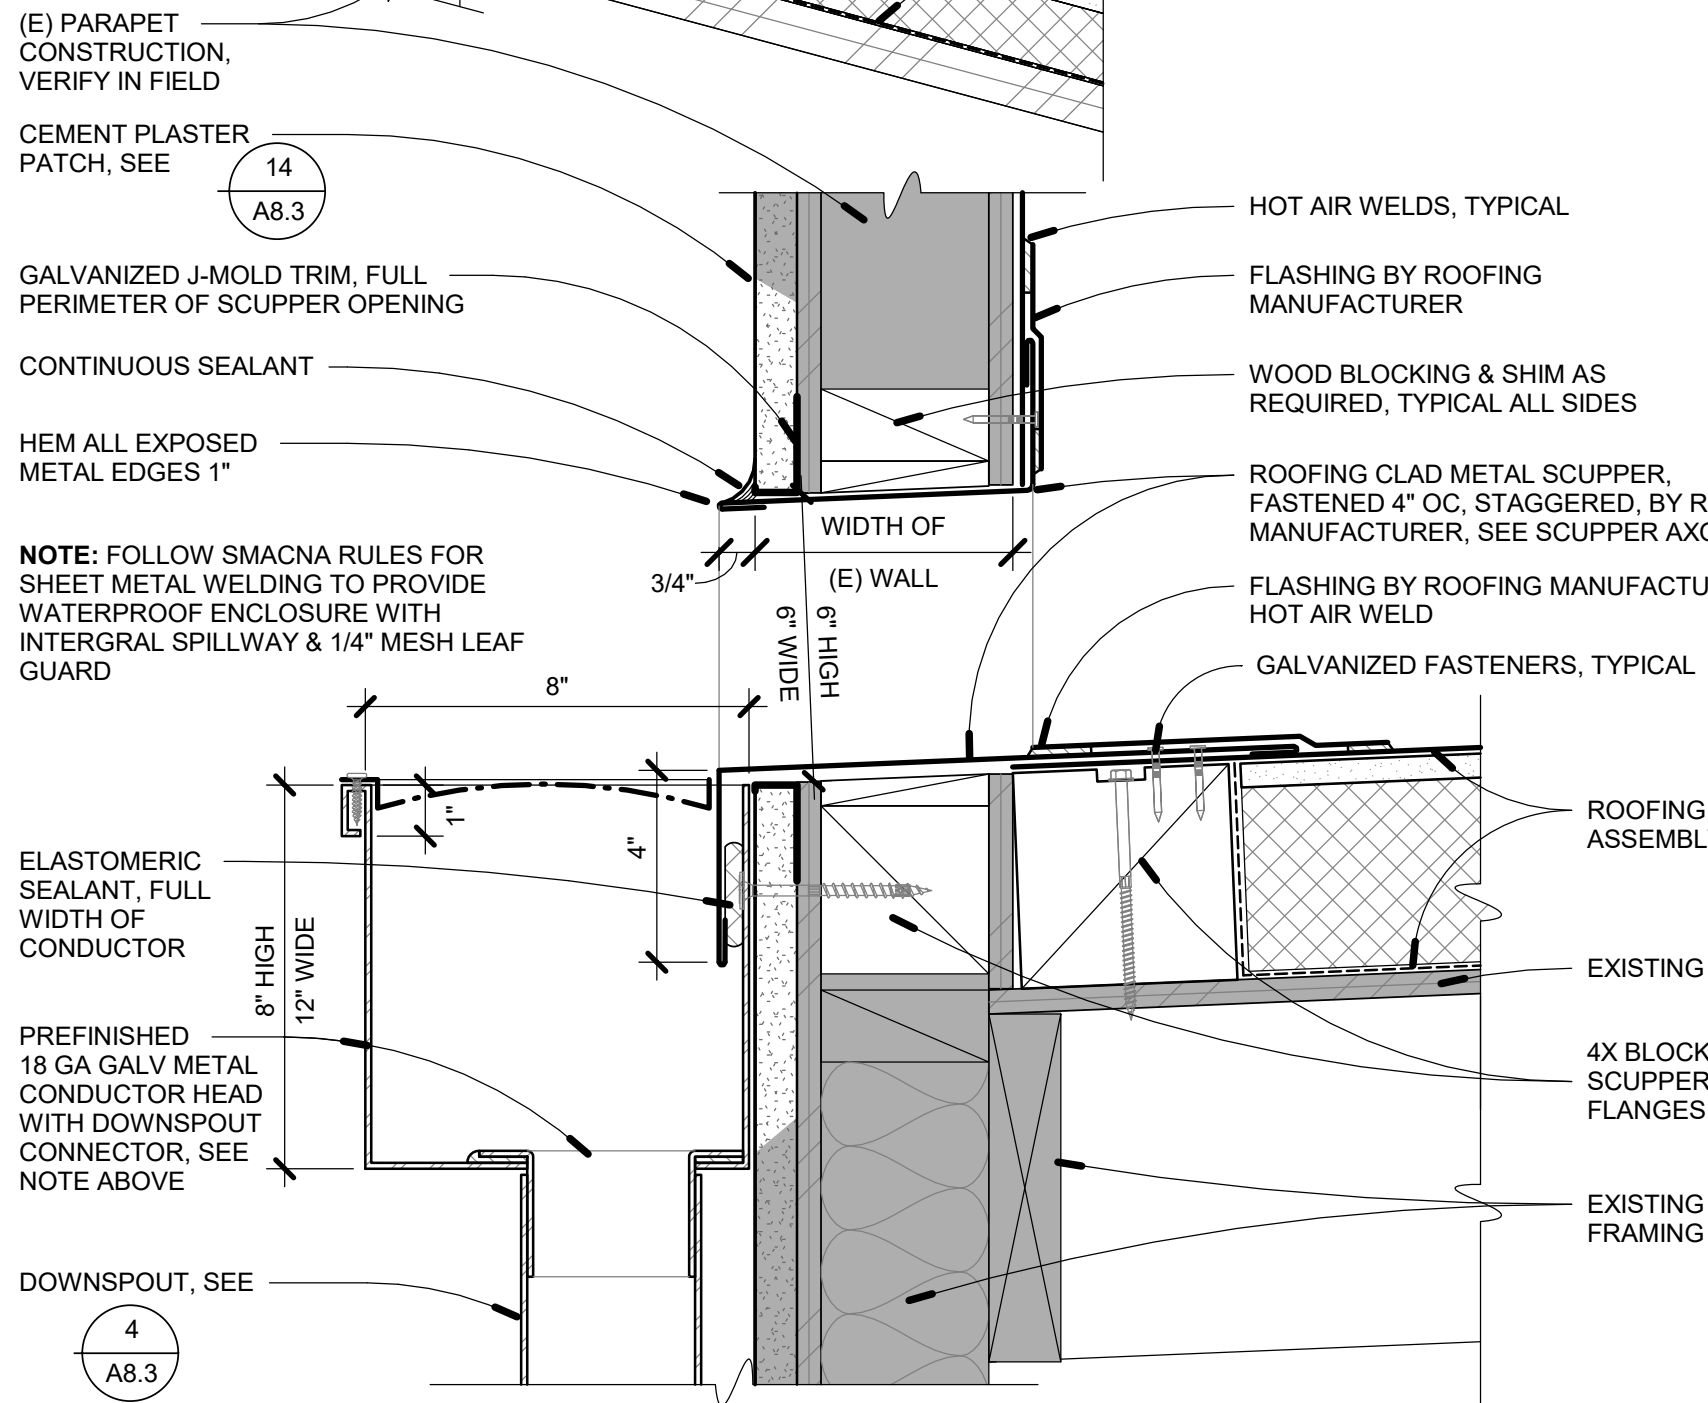 (E) PARAPET
CONSTRUCTION,
VERIFY IN FIELD
CEMENT PLASTER
PATCH, SEE
14
A8.3
GALVANIZED J-MOLD TRIM, FULL
PERIMETER OF SCUPPER OPENING
CONTINUOUS SEALANT
HEM ALL EXPOSED
METAL EDGES 1"
NOTE: FOLLOW SMACNA RULES FOR
SHEET METAL WELDING TO PROVIDE
WATERPROOF ENCLOSURE WITH
INTERGRAL SPILLWAY & 1/4" MESH LEAF
GUARD
HOT AIR WELDS, TYPICAL
FLASHING BY ROOFING
MANUFACTURER
WOOD BLOCKING & SHIM AS
REQUIRED, TYPICAL ALL SIDES
ROOFING CLAD METAL SCUPPER,
FASTENED 4" OC, STAGGERED, BY
MANUFACTURER, SEE SCUPPER
FLASHING BY ROOFING
HOT AIR WELD
GALVANIZED FASTENERS, TYPICAL
WIDTH OF
(E) WALL
3/4"
6" HIGH
6" WIDE
8"
1"
4"
8" HIGH
12" WIDE
ELASTOMERIC
SEALANT, FULL
WIDTH OF
CONDUCTOR
PREFINISHED
18 GA GALV METAL
CONDUCTOR HEAD
WITH DOWNSPOUT
CONNECTOR, SEE
NOTE ABOVE
DOWNSPOUT, SEE
4
A8.3
ROOFING
EXISTING
4X
SCUPPER
FLANGES
EXISTING
FRAMING